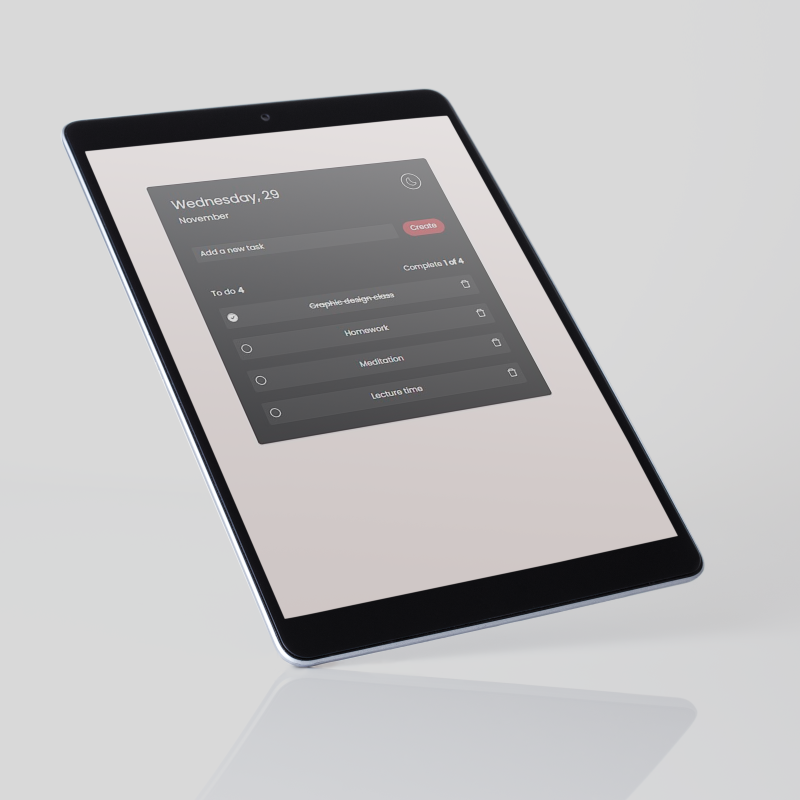 Wednesday, 29
November
Add a new task
Create
To do 4
Complete 1 of 4
Graphic design class
Homework
Meditation
Lecture time